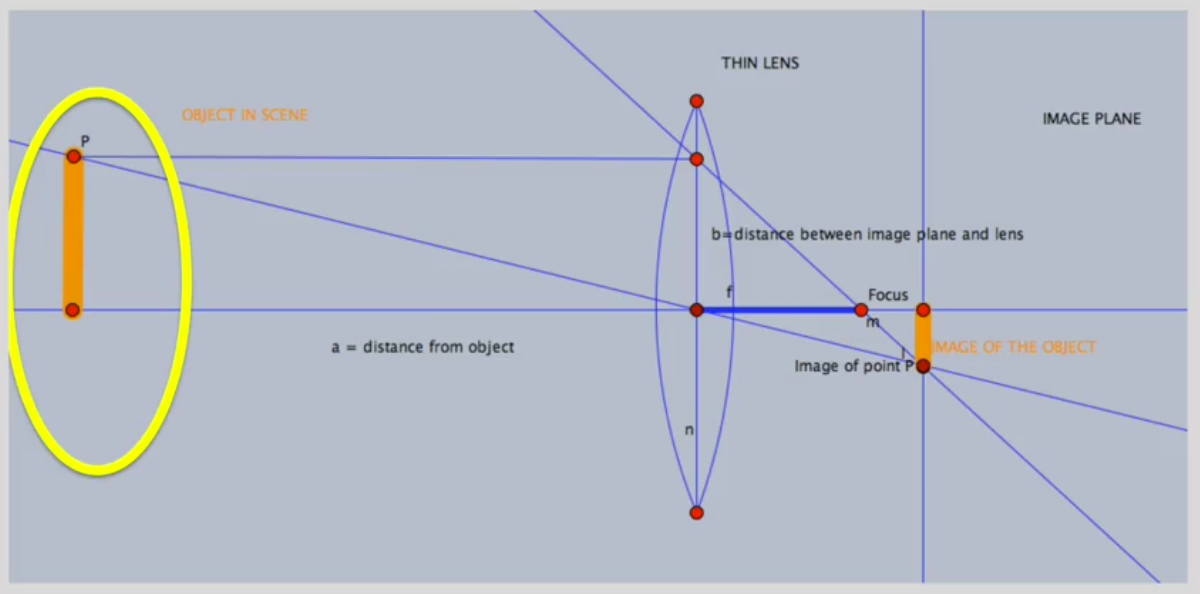 THIN LENS
OBJECT IN SCENE
IMAGE PLANE
P
b=distance between image plane and lens
f
Focus
m
a = distance from object
l
IMAGE OF THE OBJECT
Image of point P
n